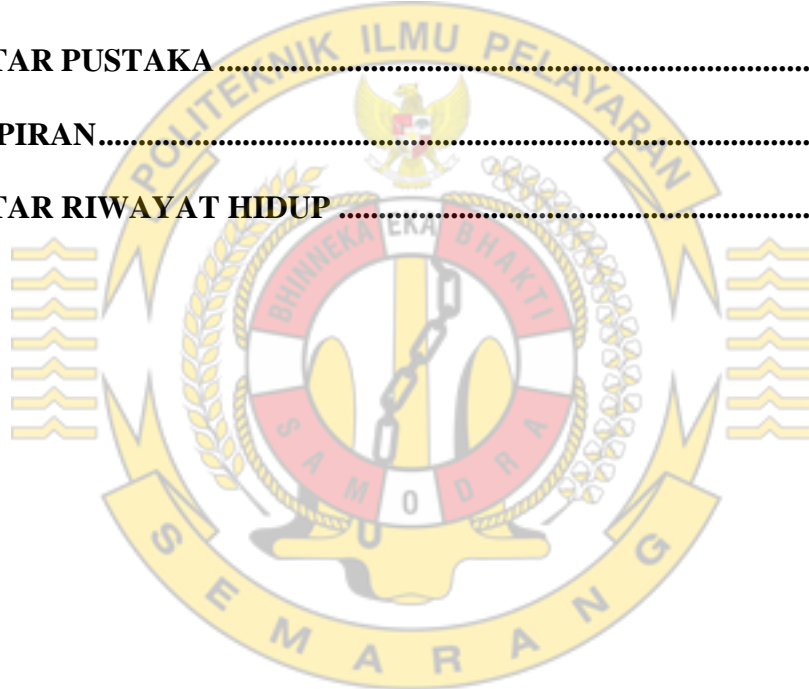 TAR PUSTAKA ........................................................................
PIRAN ........................................................................
TAR RIWAYAT HIDUP ........................................................................
POLITEKNIK ILMU PELAYARAN
BHINNEKA EKA BHAKTI
SAMODRA
SEMARANG